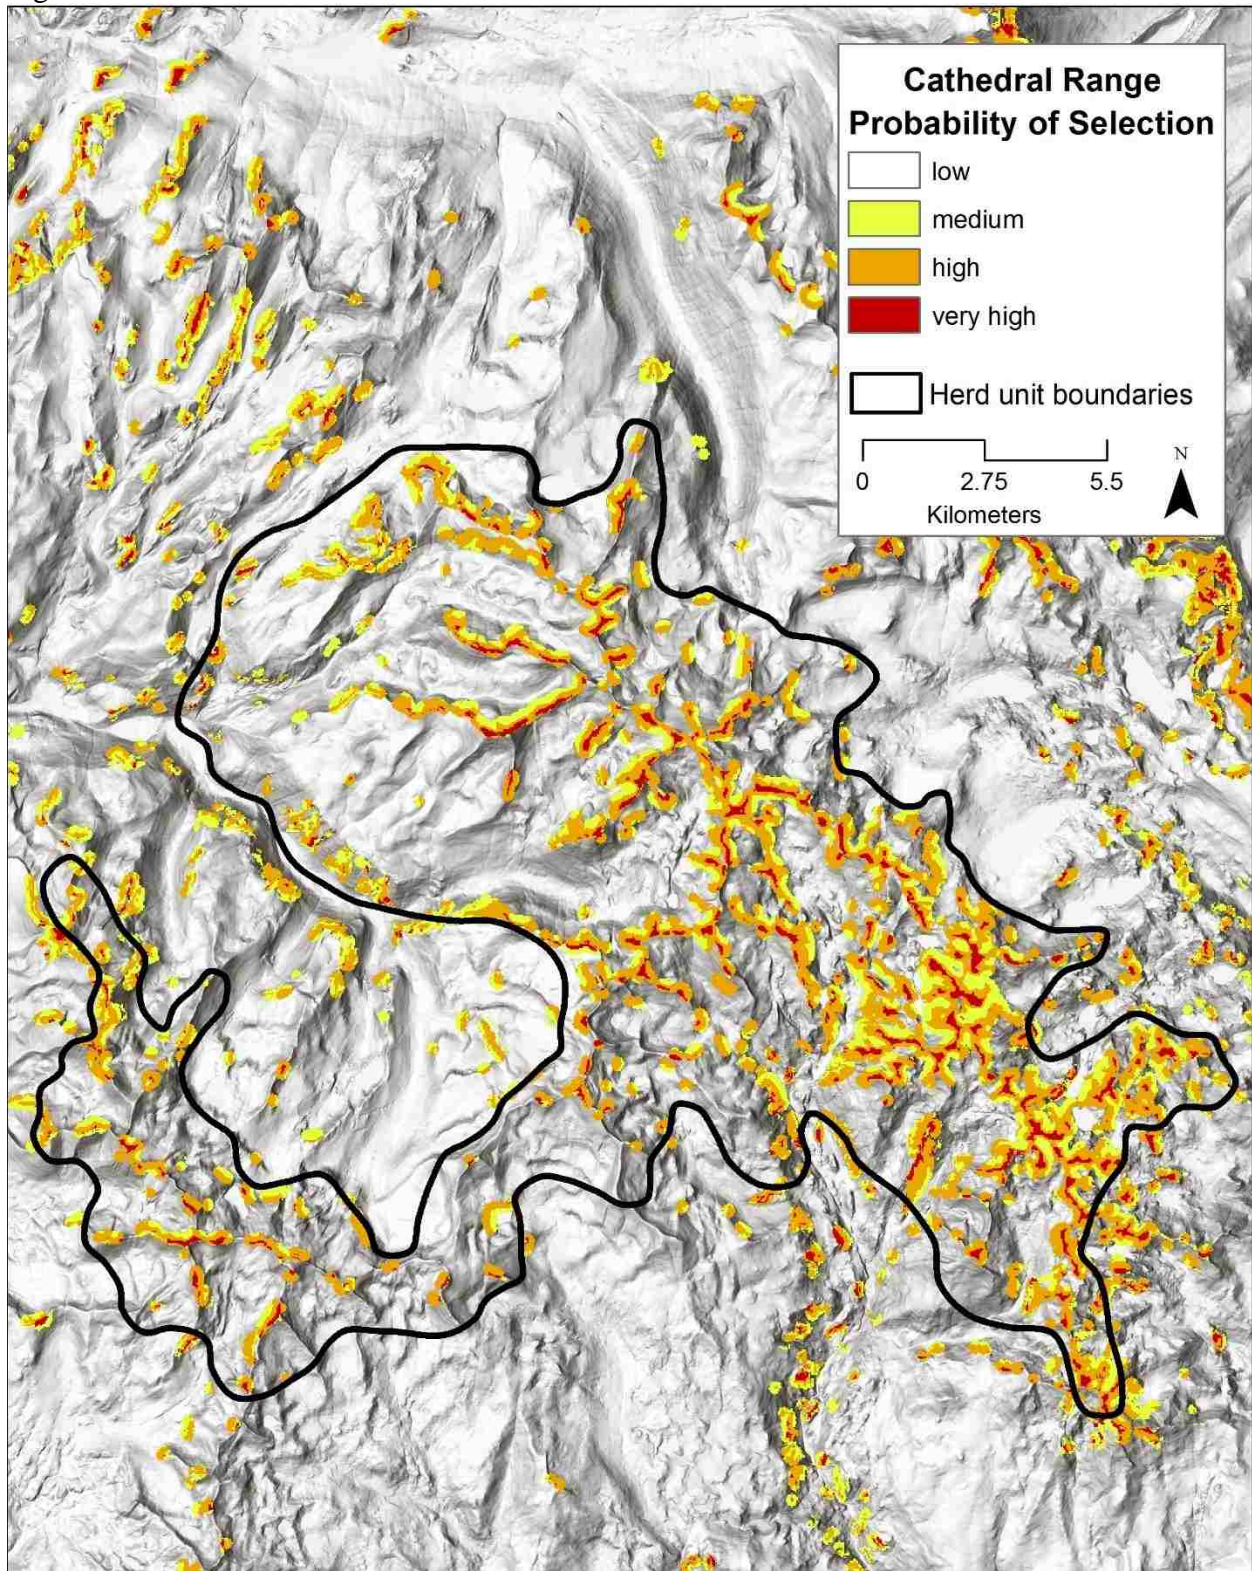 Cathedral Range
Probability of Selection
low
medium
high
very high
Herd unit boundaries
0 2.75 5.5
Kilometers
N